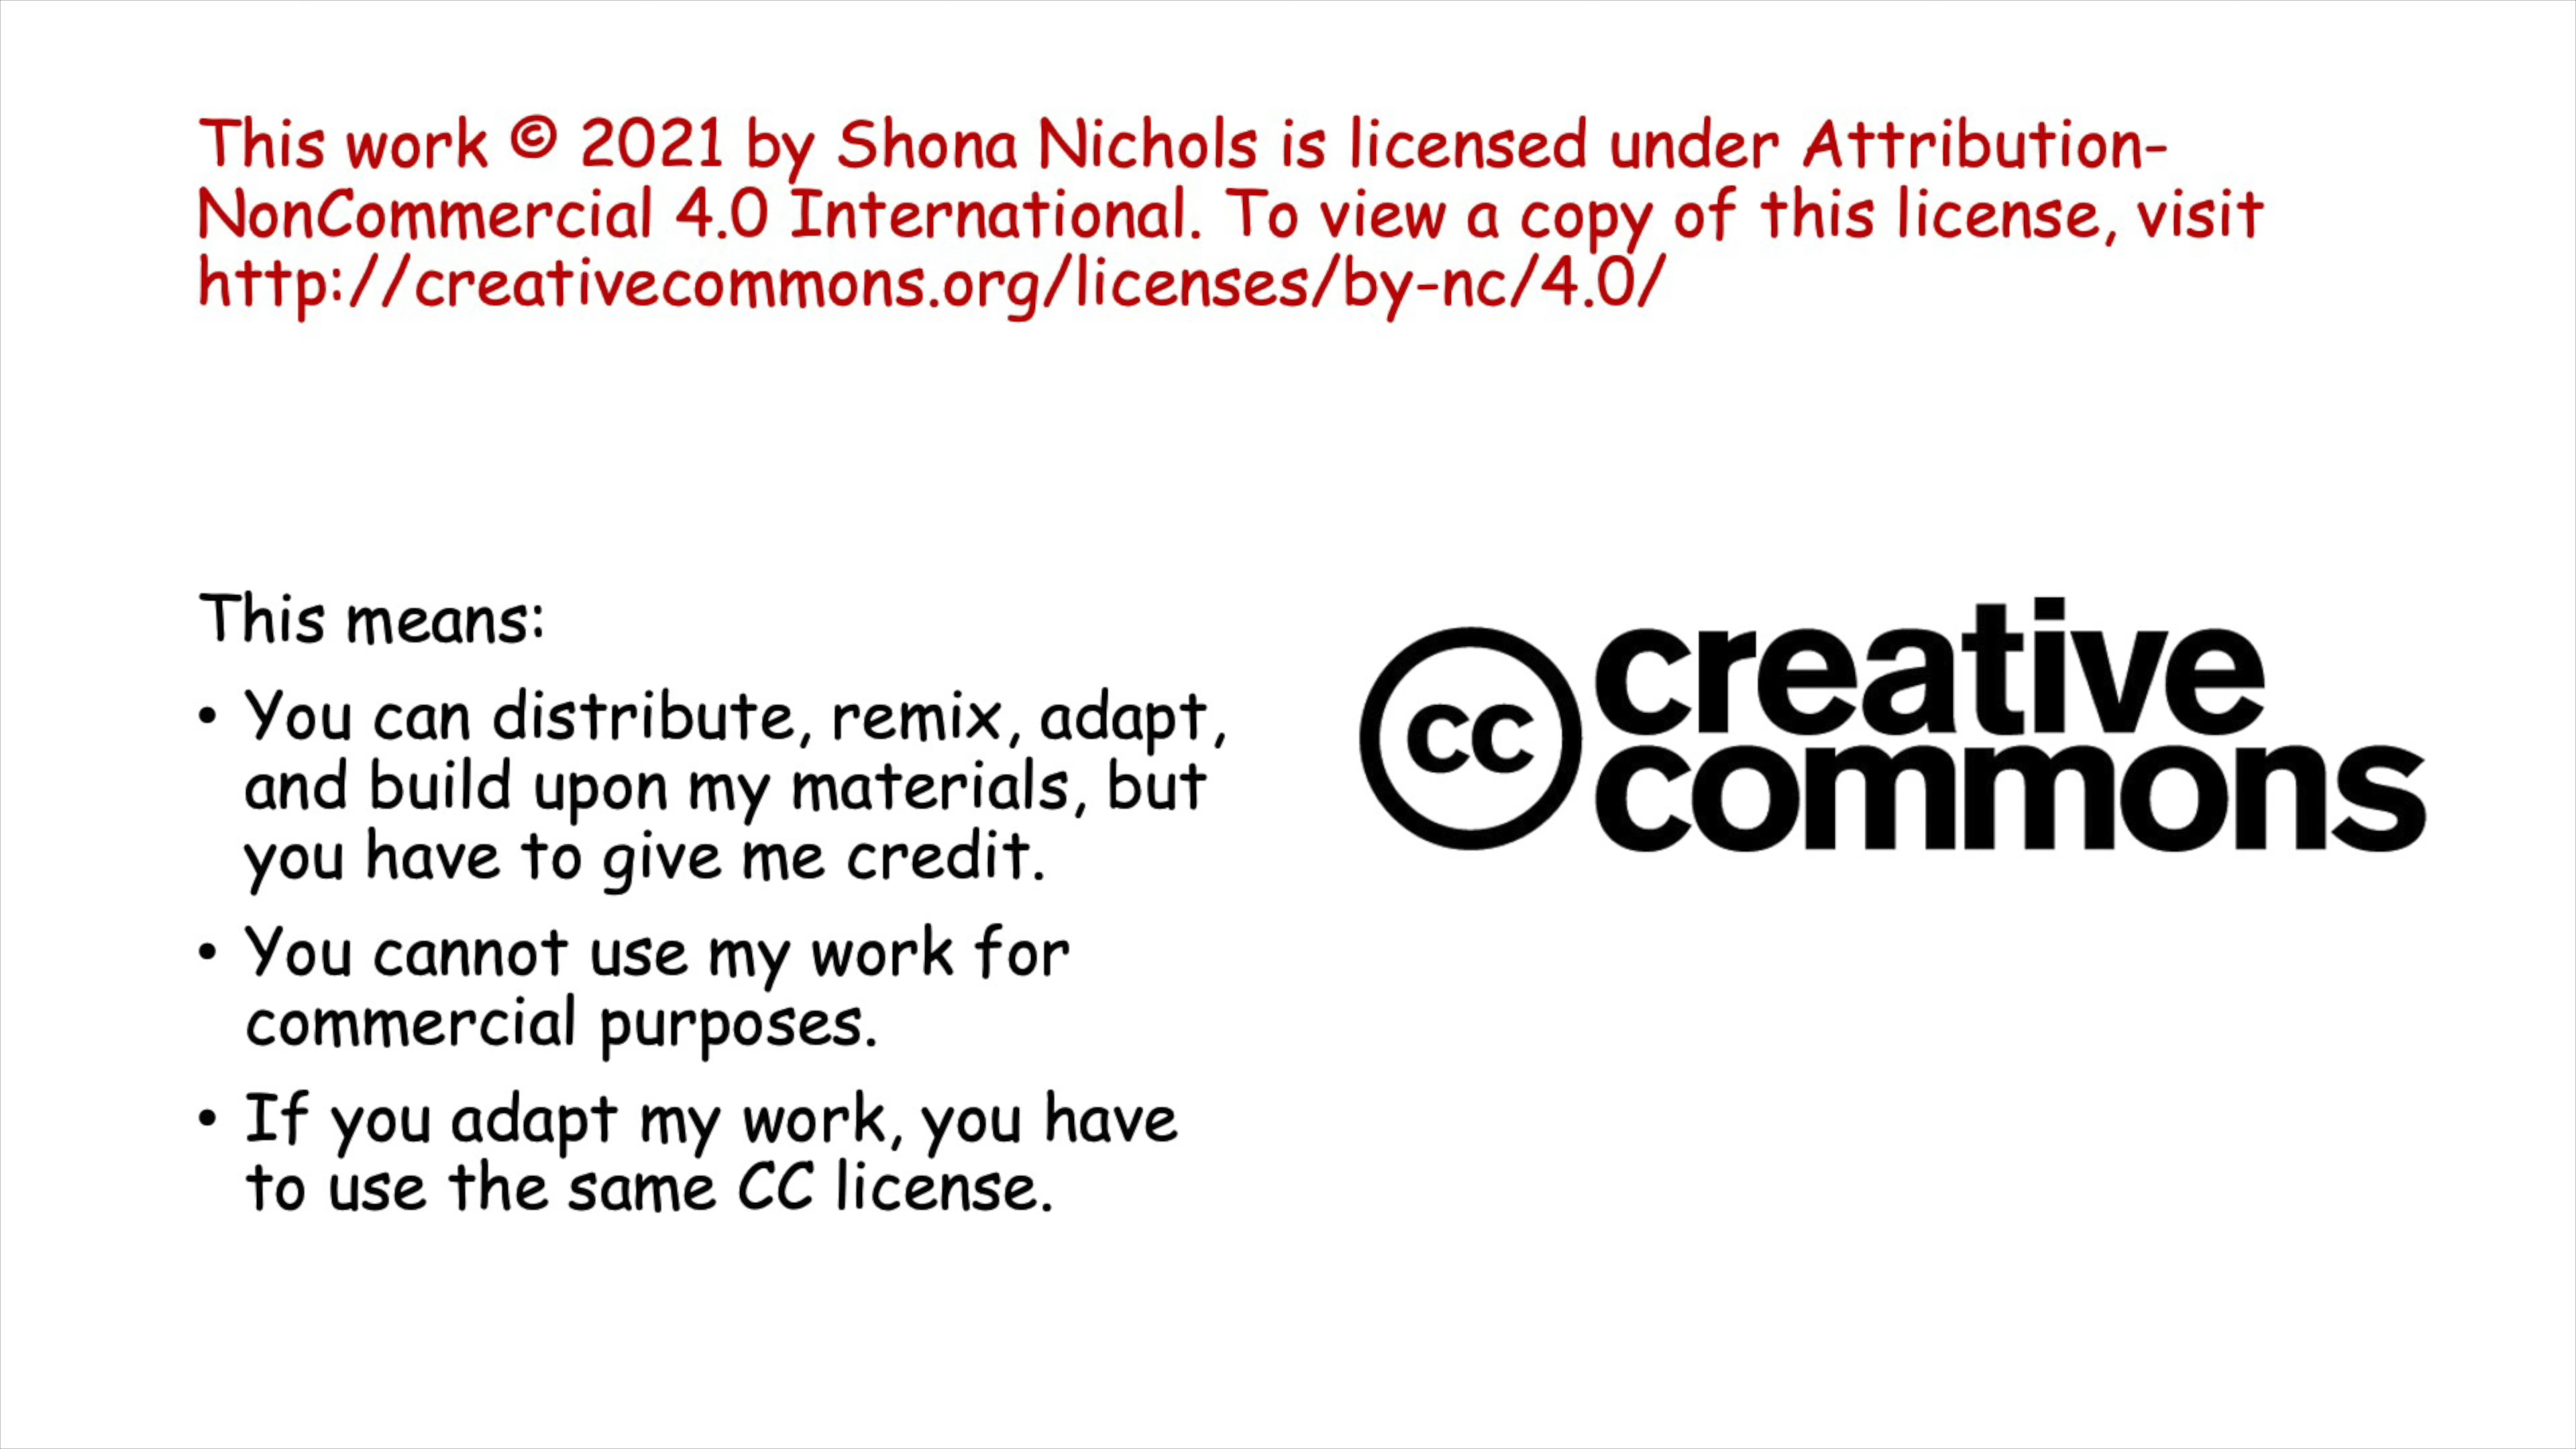 This work © 2021 by Shona Nichols is licensed under Attribution-
NonCommercial 4.0 International. To view a copy of this license, visit
http://creativecommons.org/licenses/by-nc/4.0/
This means:
• You can distribute, remix, adapt,
and build upon my materials, but
you have to give me credit.
• You cannot use my work for
commercial purposes.
• If you adapt my work, you have
to use the same CC license.
cc
creative
commons